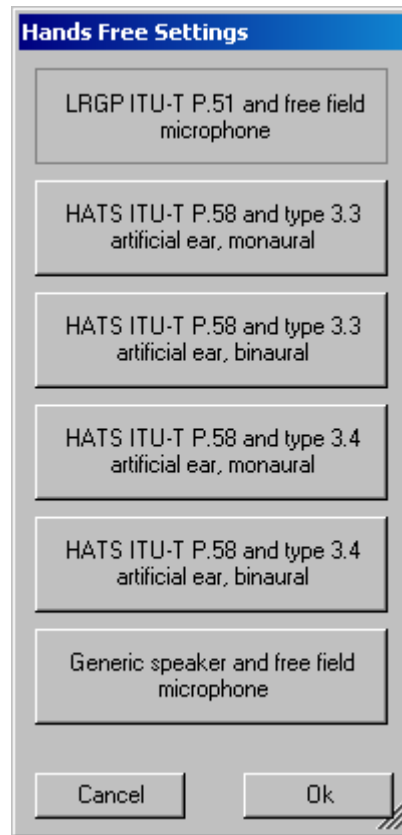 Hands Free Settings
LRGP ITU-T P.51 and free field
microphone
HATS ITU-T P.58 and type 3.3
artificial ear, monaural
HATS ITU-T P.58 and type 3.3
artificial ear, binaural
HATS ITU-T P.58 and type 3.4
artificial ear, monaural
HATS ITU-T P.58 and type 3.4
artificial ear, binaural
Generic speaker and free field
microphone
Cancel Ok